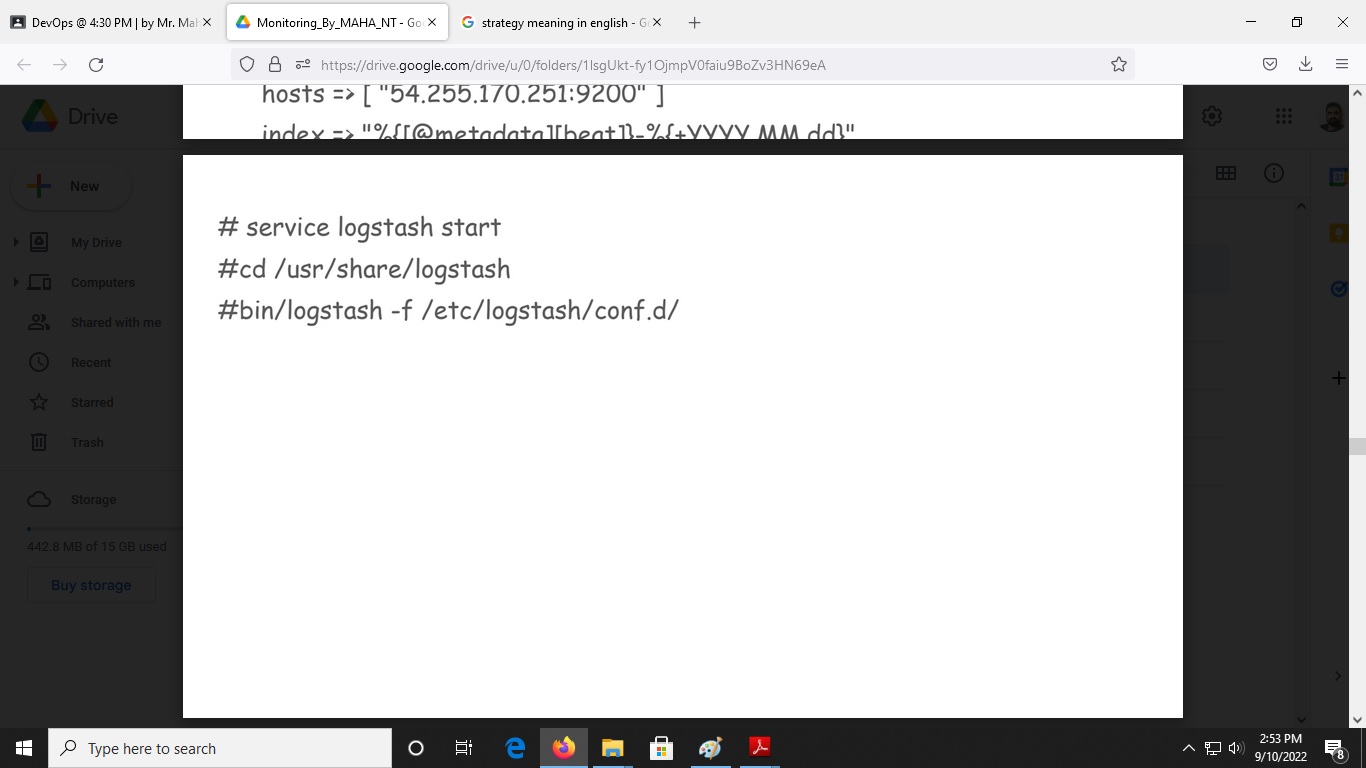 DevOps @ 4:30 PM | by Mr. Mah
Monitoring_By_MAHA_NT - Go
strategy meaning in english - G
https://drive.google.com/drive/u/0/folders/1lsgUkt-fy1OjmpV0faiu9BoZv3HN69eA
hosts => [ "54.255.170.251:9200" ]
index => "%{[@metadata][beat]}-%{+YYYY.MM.dd}"
Drive
New
My Drive
Computers
Shared with me
Recent
Starred
Trash
Storage
442.8 MB of 15 GB used
Buy storage
# service logstash start
#cd /usr/share/logstash
#bin/logstash -f /etc/logstash/conf.d/
Type here to search
2:53 PM
9/10/2022
8